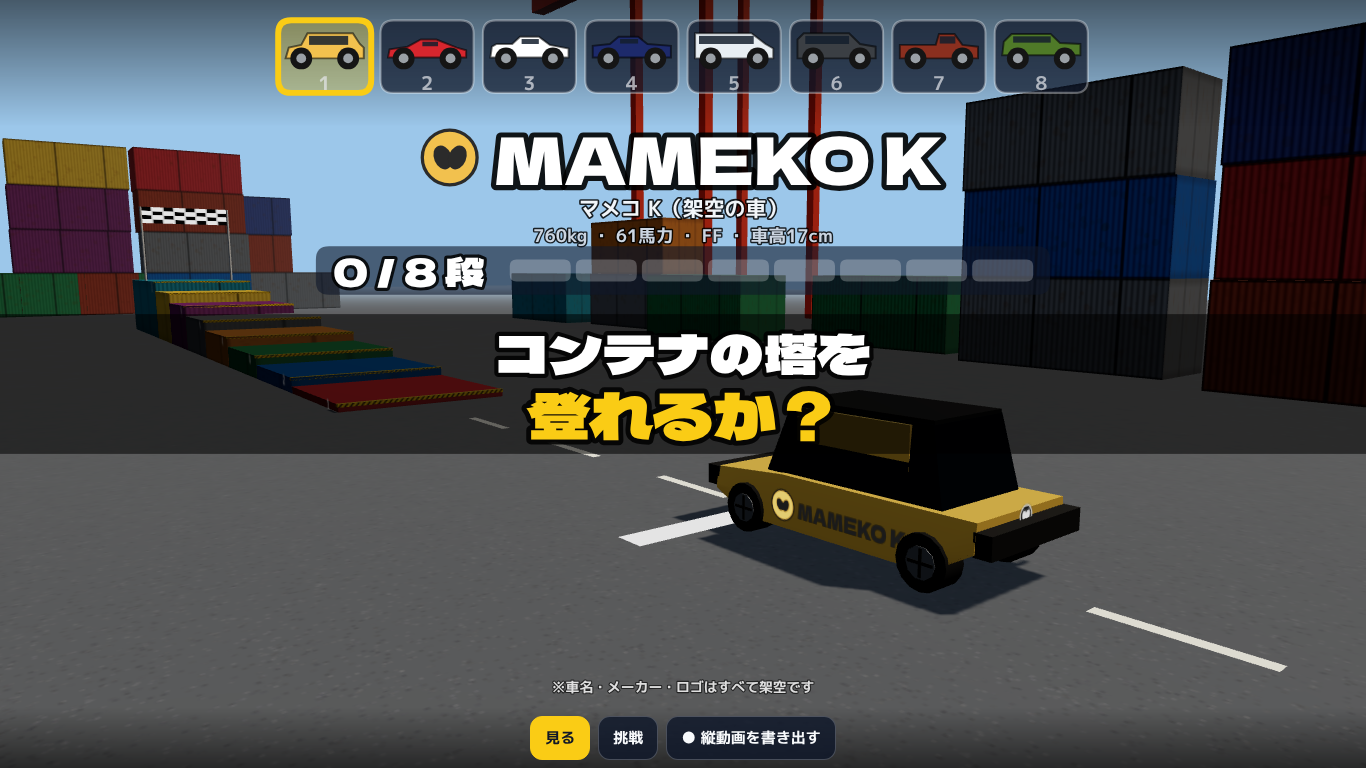 1 2 3 4 5 6 7 8
MAMEKO K
マメコ K（架空の車）
760kg ・ 61馬力 ・ FF ・ 車高17cm
0/8段
コンテナの塔を
登れるか？
MAMEKO K
※車名・メーカー・ロゴはすべて架空です
見る 挑戦 ● 縦動画を書き出す